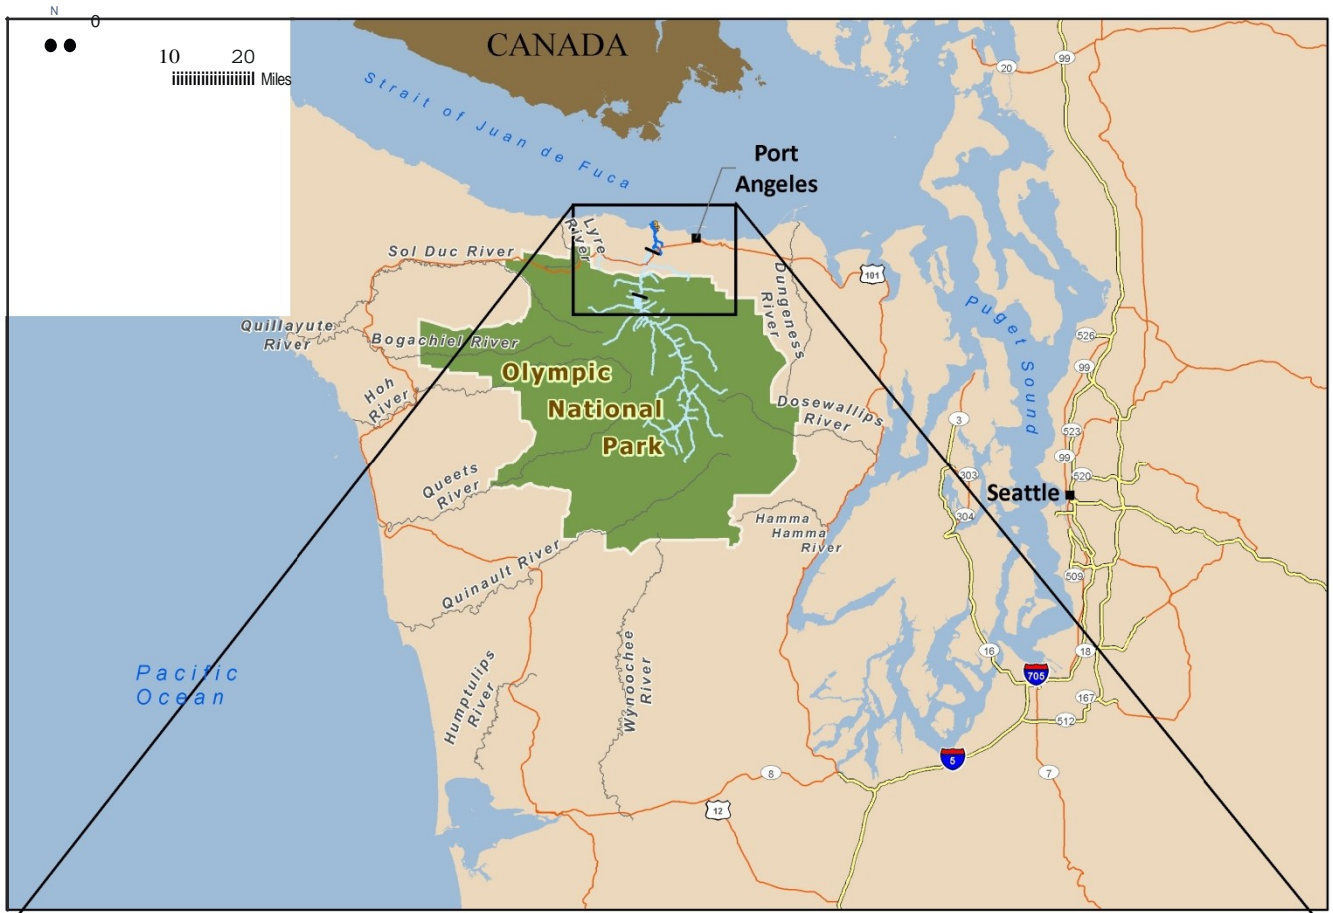 N
0
10 20
Miles
CANADA
Strait of Juan de Fuca
Port
Angeles
Lyre
River
Sol Duc River
Quillayute
River
Bogachiel River
Hoh
River
Olympic
National
Park
Dungeness
River
Dosewallips
River
Queets
River
Hamma
Hamma
River
Quinault River
Humptulips
River
Wynoochee
River
Pacific
Ocean
Puget Sound
Seattle
20
99
101
526
99
523
99
520
3
303
304
509
16
18
705
167
512
5
7
8
12